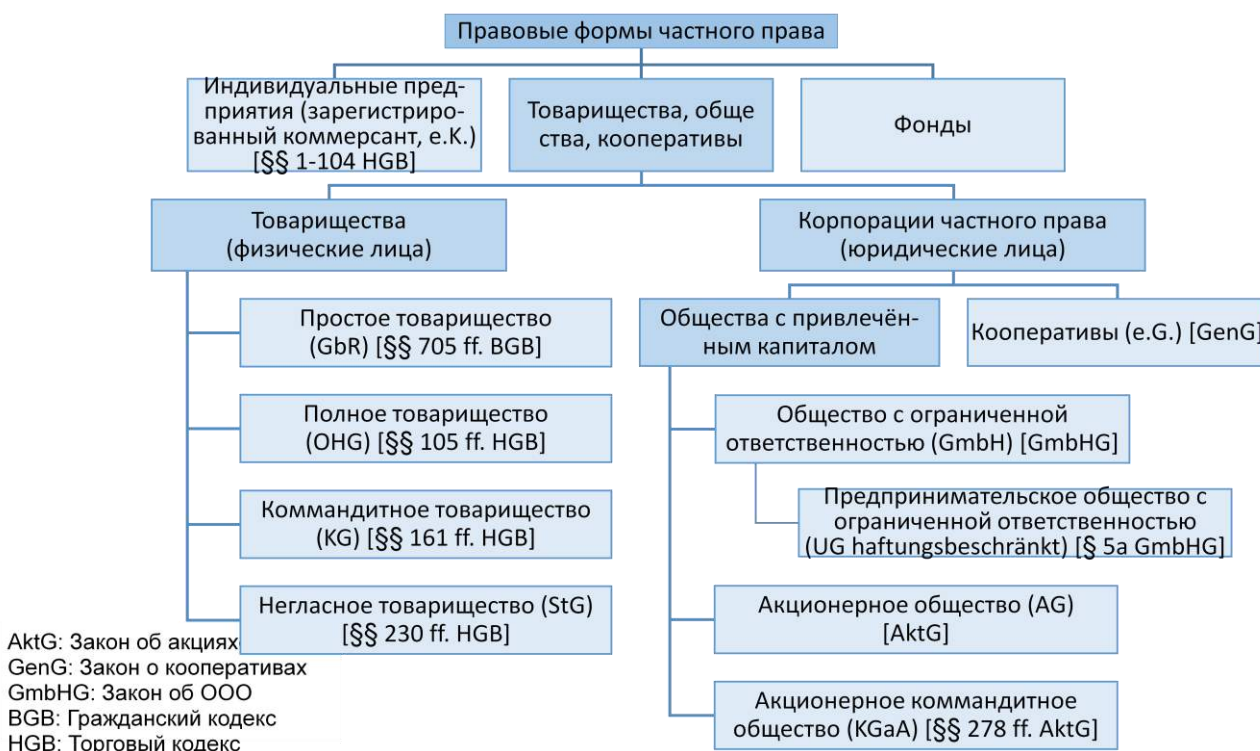 Правовые формы частного права
Индивидуальные пред-
приятия (зарегистриро-
ванный коммерсант, e.K.)
[§§ 1-104 HGB]
Товарищества, обще
ства, кооперативы
Фонды
Товарищества
(физические лица)
Корпорации частного права
(юридические лица)
Простое товарищество
(GbR) [§§ 705 ff. BGB]
Полное товарищество
(OHG) [§§ 105 ff. HGB]
Коммандитное товарищество
(KG) [§§ 161 ff. HGB]
Негласное товарищество (StG)
[§§ 230 ff. HGB]
Общества с привлечён-
ным капиталом
Кооперативы (e.G.) [GenG]
Общество с ограниченной
ответственностью (GmbH) [GmbHG]
Предпринимательское общество с
ограниченной ответственностью
(UG haftungsbeschränkt) [§ 5a GmbHG]
Акционерное общество (AG)
[AktG]
Акционерное коммандитное
общество (KGaA) [§§ 278 ff. AktG]
AktG: Закон об акциях
GenG: Закон о кооперативах
GmbHG: Закон об ООО
BGB: Гражданский кодекс
HGB: Торговый кодекс